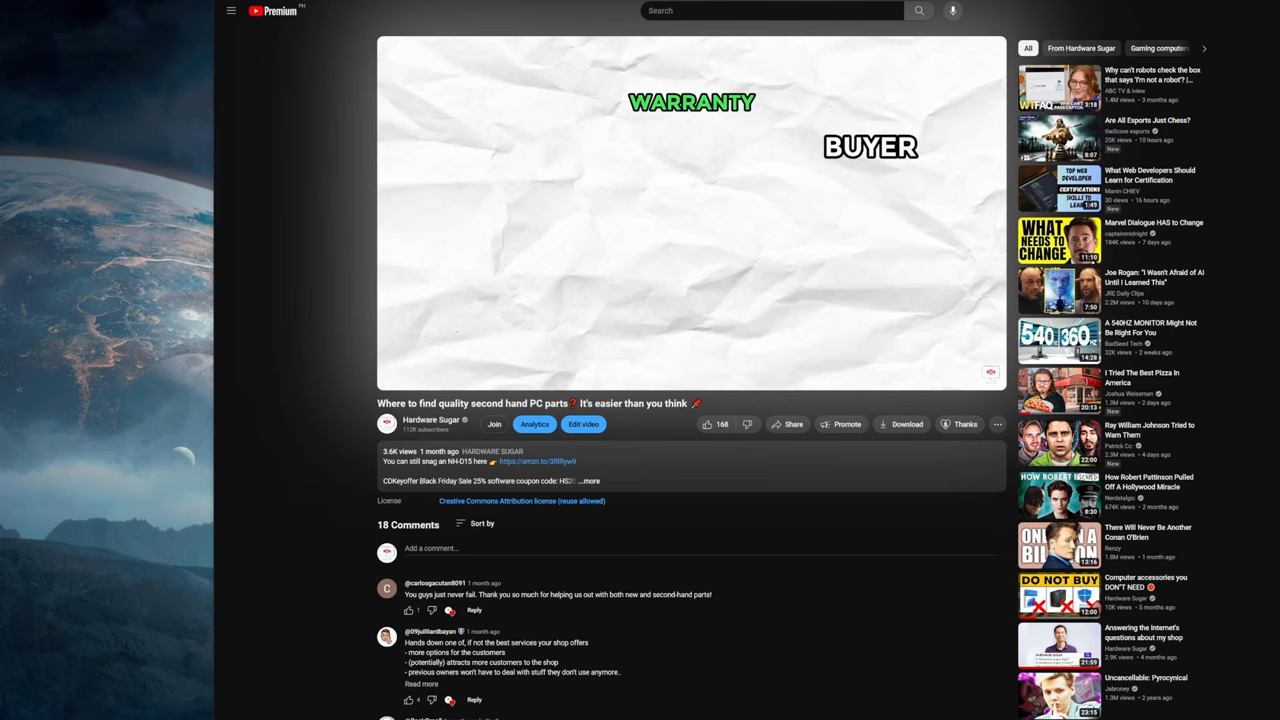 Premium PH
Search
WARRANTY
BUYER
Where to find quality second hand PC parts❓ It's easier than you think 📌
Hardware Sugar
112K subscribers
Join
Analytics
Edit video
168
Share
Promote
Download
Thanks
3.6K views 1 month ago HARDWARE SUGAR
You can still snag an NH-D15 here 👉 https://amzn.to/3RlRyw9
CDKeyoffer Black Friday Sale 25% software coupon code: HS20 ...more
License
Creative Commons Attribution license (reuse allowed)
18 Comments
Sort by
Add a comment...
C
@carlosgacutan8091 1 month ago
You guys just never fail. Thank you so much for helping us out with both new and second-hand parts!
1
Reply
@09juilliardbayan 1 month ago
Hands down one of, if not the best services your shop offers
- more options for the customers
- (potentially) attracts more customers to the shop
- previous owners won't have to deal with stuff they don't use anymore..
Read more
4
Reply
All
From Hardware Sugar
Gaming computers
WTFAQ
3:18
Why can't robots check the box
that says 'I'm not a robot'? |...
ABC TV & iview
1.4M views • 3 months ago
8:07
Are All Esports Just Chess?
theScore esports
25K views • 12 hours ago
New
TOP WEB
DEVELOPER
CERTIFICATIONS
SKILLS TO
1:49
What Web Developers Should
Learn for Certification
Manin CHIEV
30 views • 16 hours ago
New
WHAT
NEEDS TO
CHANGE
11:10
Marvel Dialogue HAS to Change
captainmidnight
184K views • 7 days ago
7:50
Joe Rogan: "I Wasn't Afraid of AI
Until I Learned This"
JRE Daily Clips
2.2M views • 10 days ago
540 360
14:28
A 540HZ MONITOR Might Not
Be Right For You
BadSeed Tech
32K views • 2 weeks ago
20:13
I Tried The Best Pizza In
America
Joshua Weissman
1.3M views • 2 days ago
New
22:00
Ray William Johnson Tried to
Warn Them
Patrick Cc:
2.3M views • 4 days ago
New
HOW ROBERT
8:30
How Robert Pattinson Pulled
Off A Hollywood Miracle
Nerdstalgic
674K views • 2 months ago
13:16
There Will Never Be Another
Conan O'Brien
Renzy
1.8M views • 1 month ago
DO NOT BUY
12:00
Computer accessories you
DON'T NEED 🛑
Hardware Sugar
10K views • 5 months ago
21:59
Answering the Internet's
questions about my shop
Hardware Sugar
2.9K views • 4 months ago
23:15
Uncancellable: Pyrocynical
Jabroney
1.3M views • 2 years ago